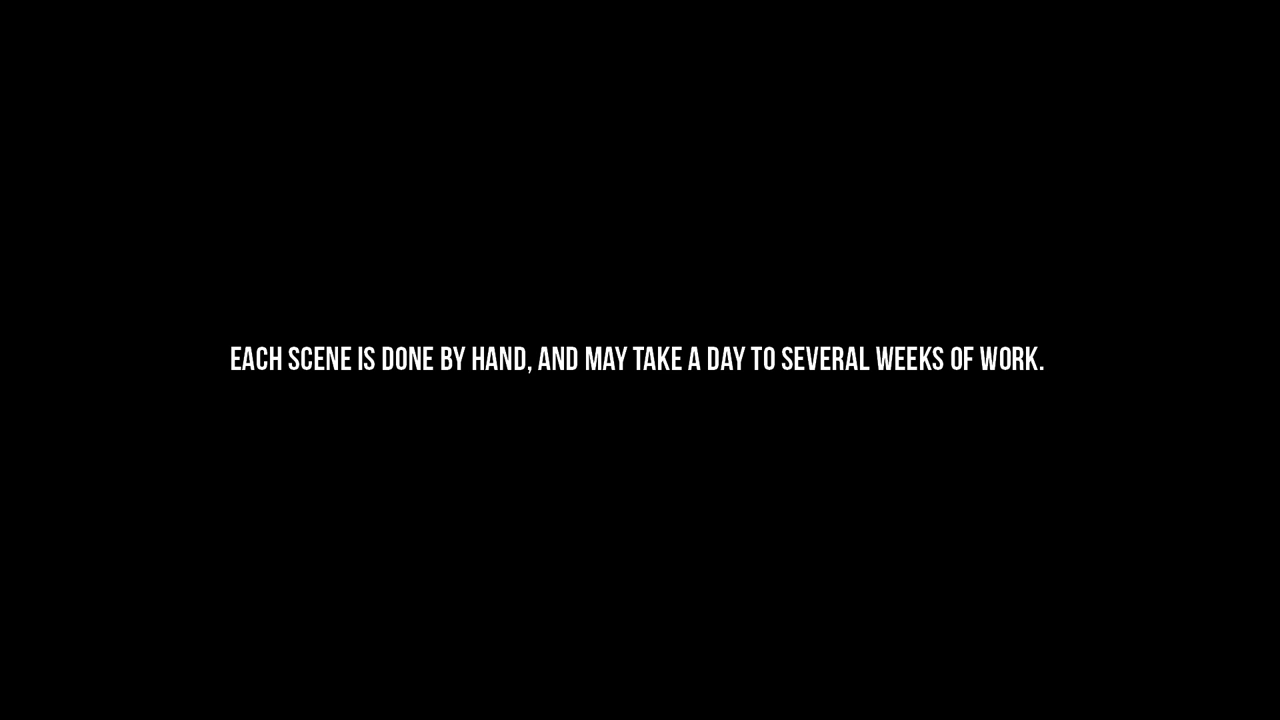 EACH SCENE IS DONE BY HAND, AND MAY TAKE A DAY TO SEVERAL WEEKS OF WORK.